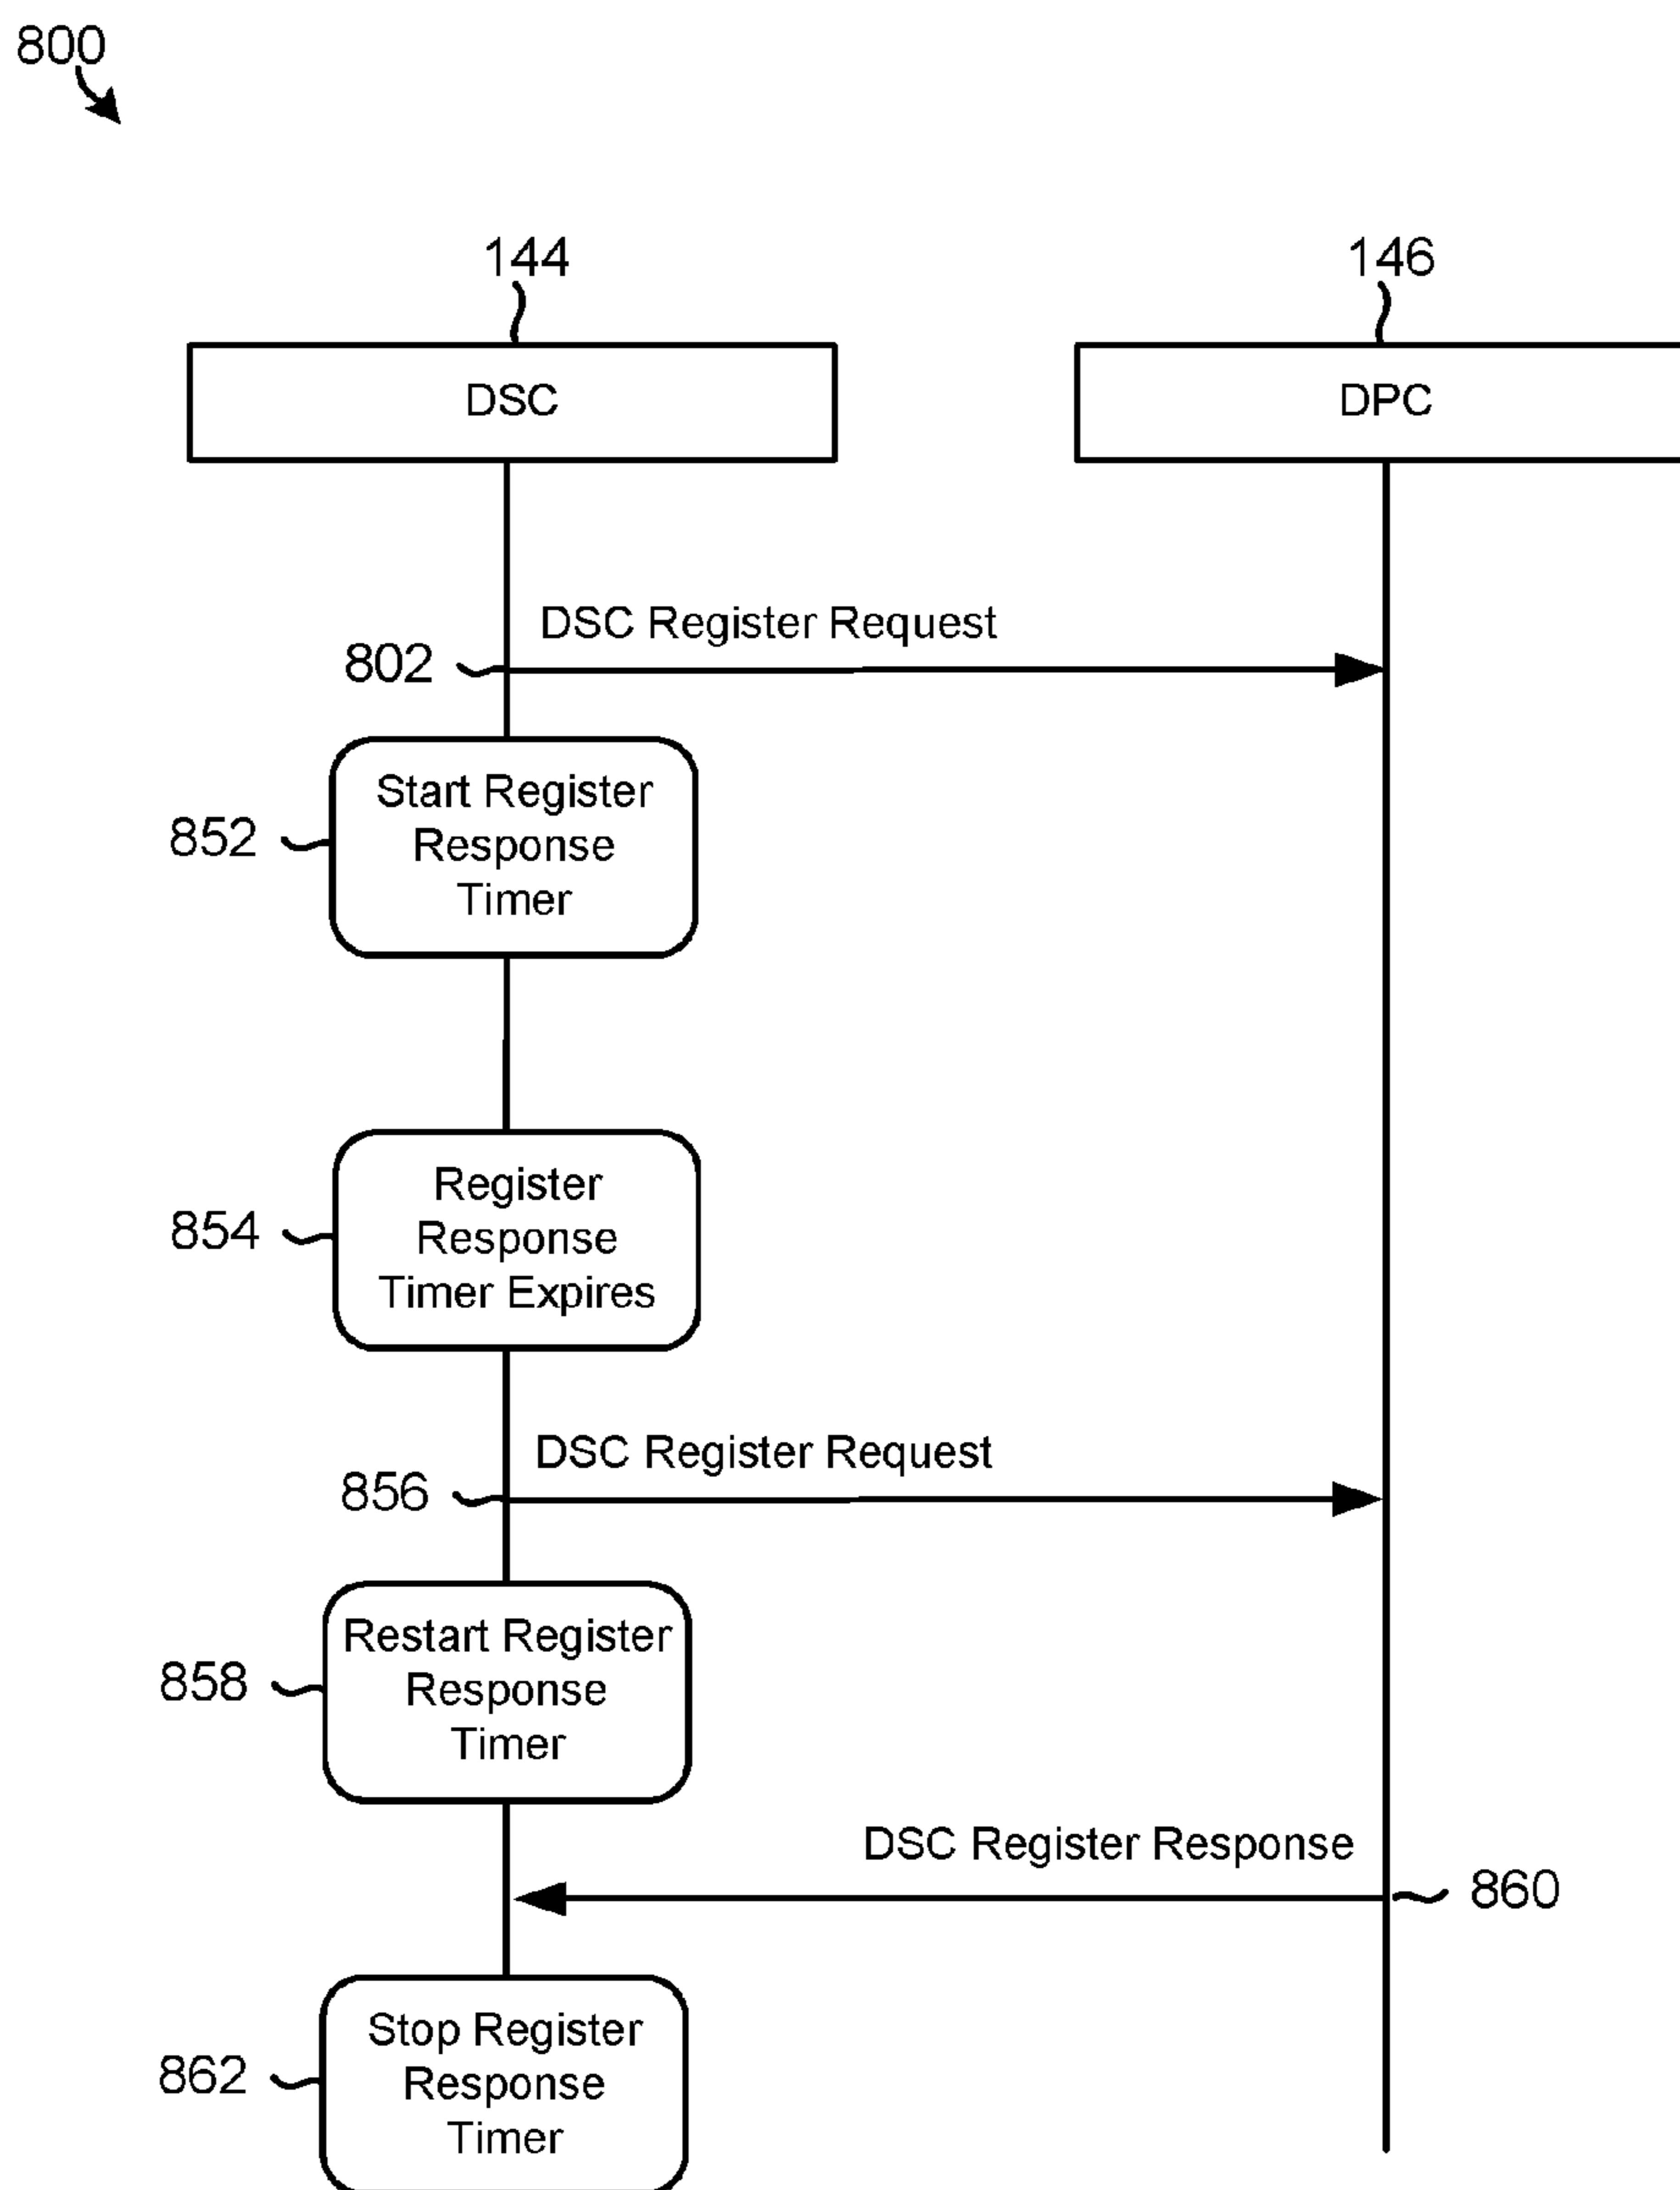 800
144
146
DSC
DPC
DSC Register Request
802
Start Register
Response
Timer
852
Register
Response
Timer Expires
854
DSC Register Request
856
Restart Register
Response
Timer
858
DSC Register Response
860
Stop Register
Response
Timer
862